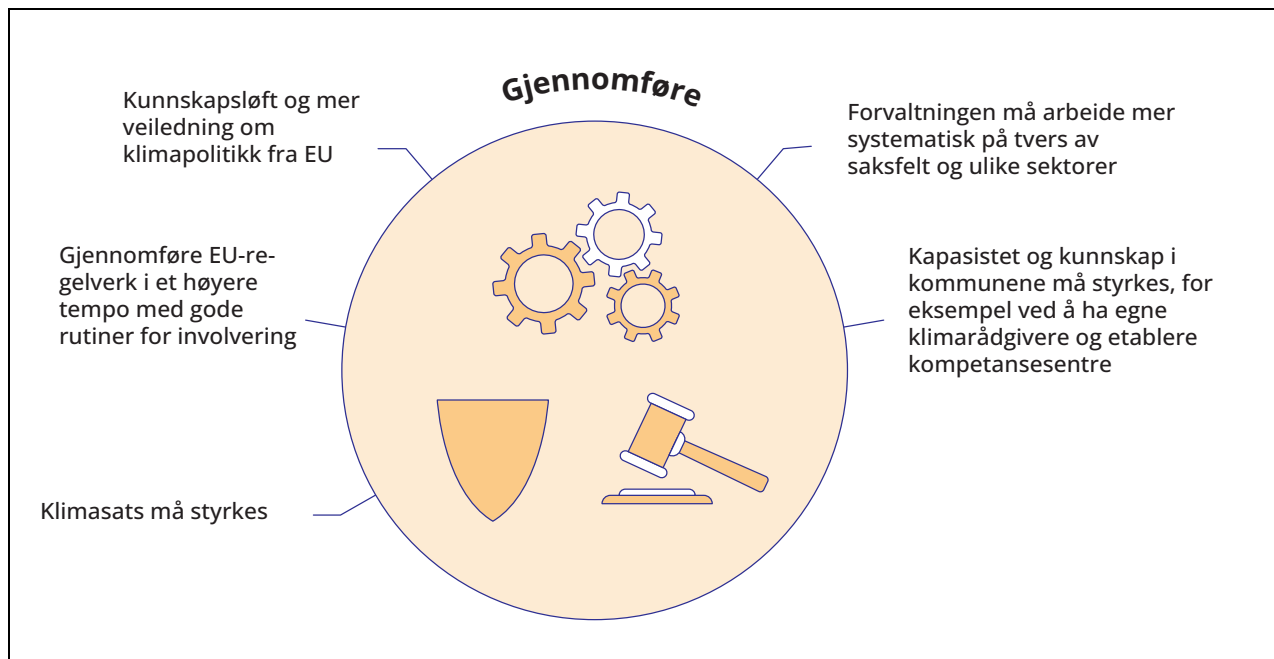 Gjennomføre
Kunnskapsløft og mer
veiledning om
klimapolitikk fra EU
Gjennomføre EU-re-
gelverk i et høyere
tempo med gode
rutiner for involvering
Klimasats må styrkes
Forvaltningen må arbeide mer
systematisk på tvers av
saksfelt og ulike sektorer
Kapasistet og kunnskap i
kommunene må styrkes, for
eksempel ved å ha egne
klimarådgivere og etablere
kompetansesentre